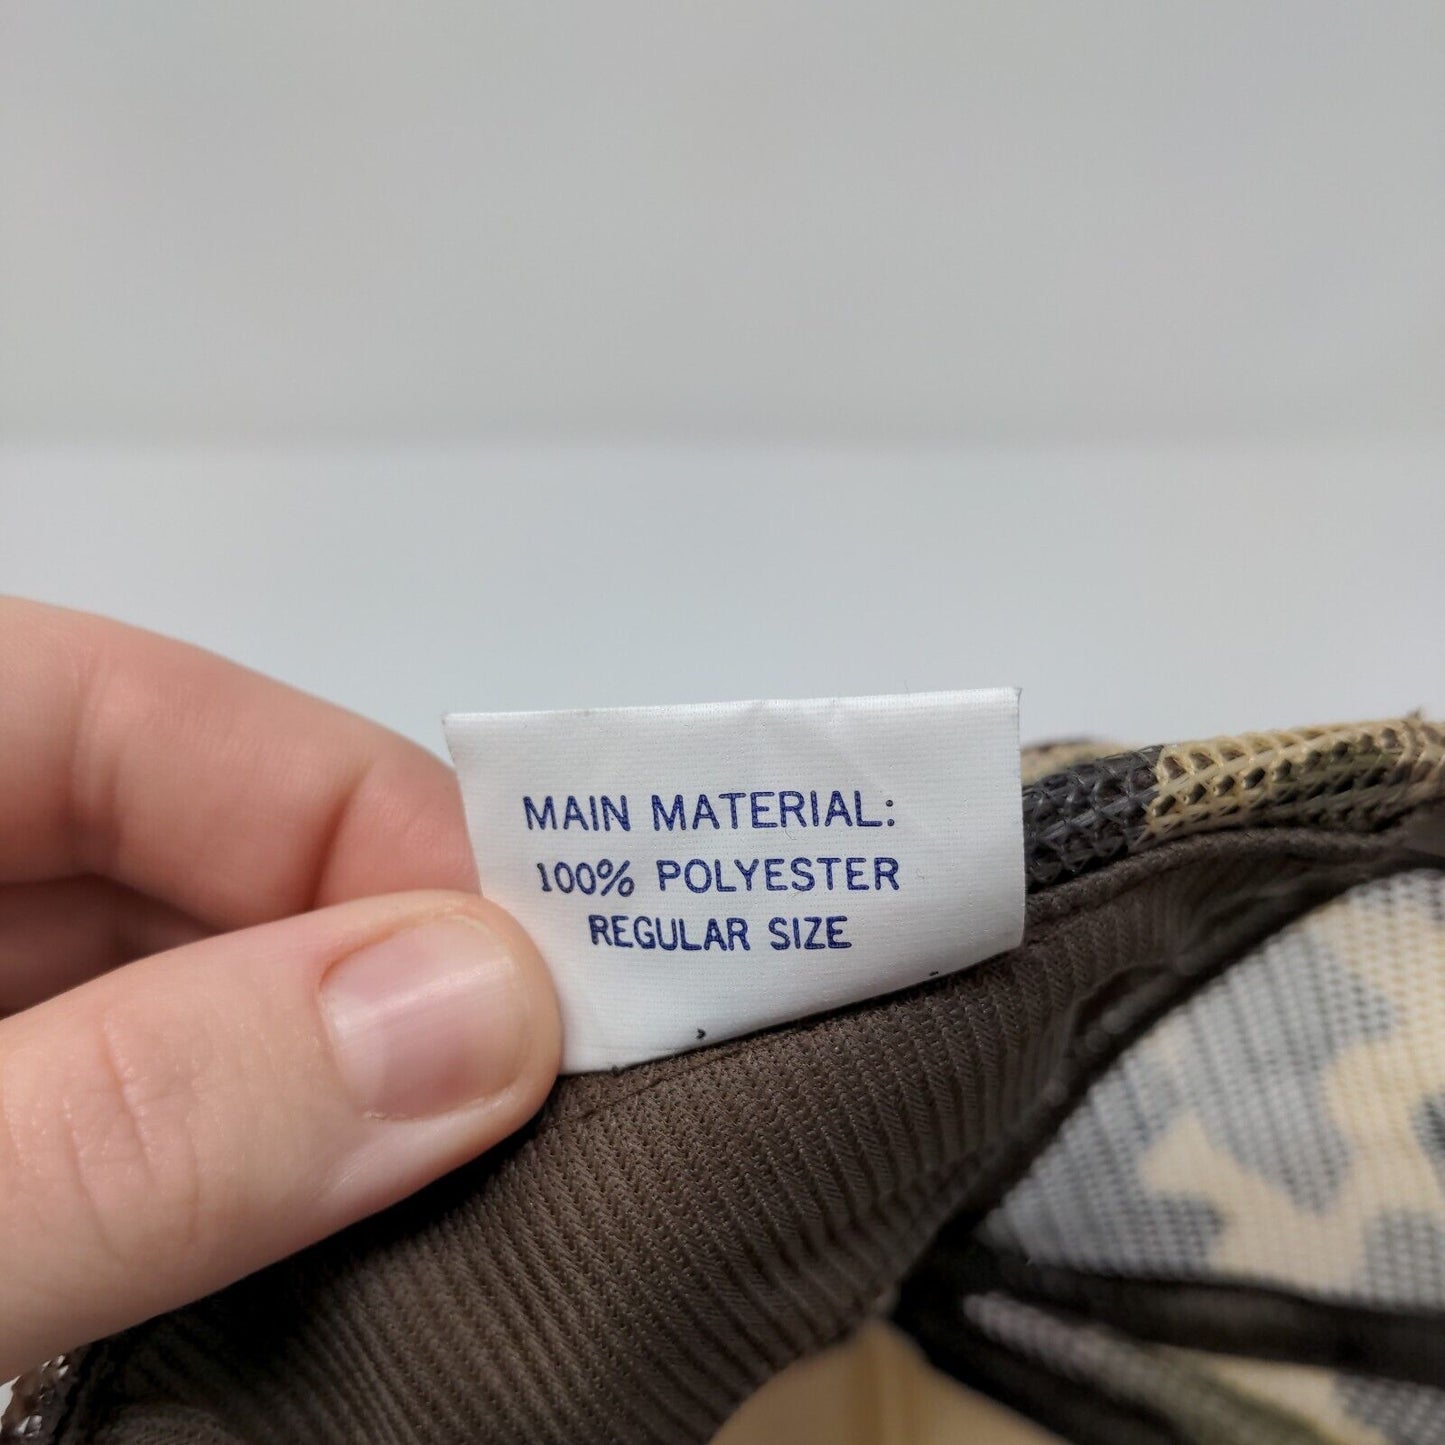 MAIN MATERIAL:
100% POLYESTER
REGULAR SIZE